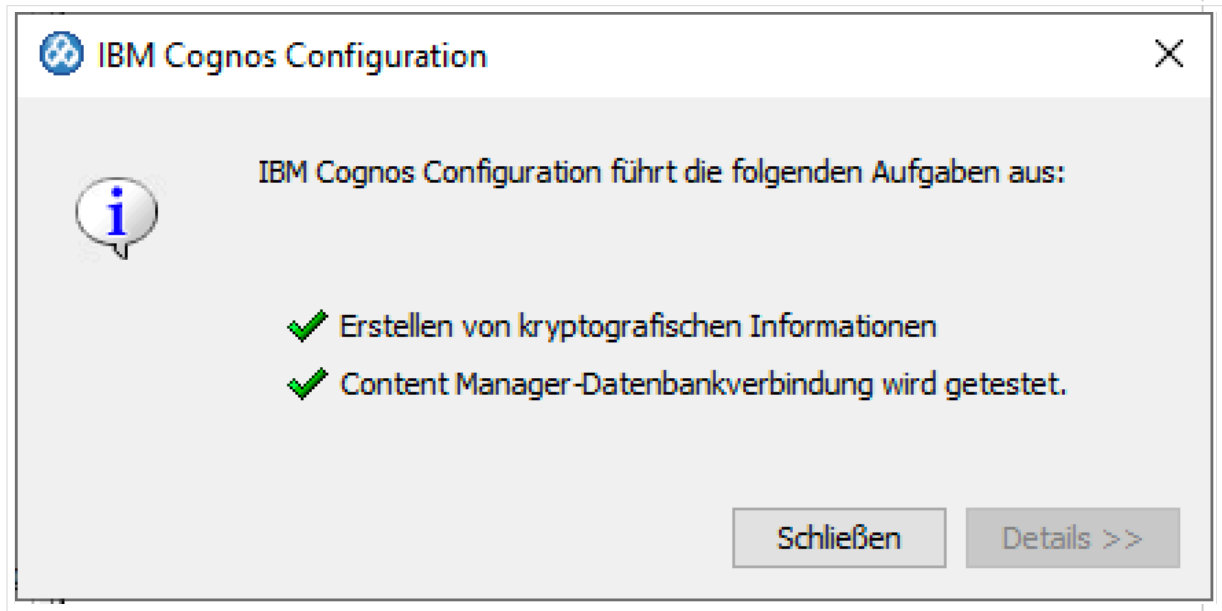 IBM Cognos Configuration
IBM Cognos Configuration führt die folgenden Aufgaben aus:
Erstellen von kryptografischen Informationen
Content Manager-Datenbankverbindung wird getestet.
Schließen
Details >>